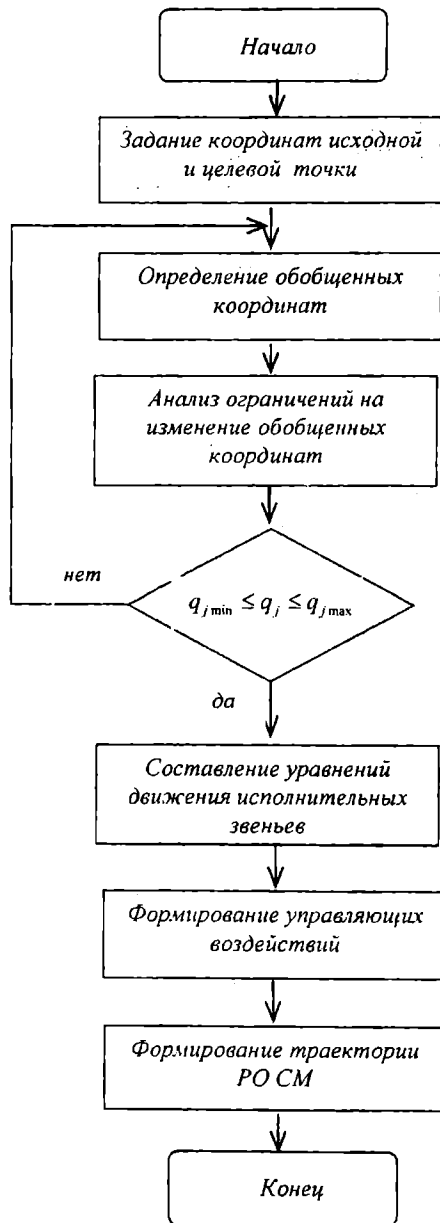 Начало
Задание координат исходной
и целевой точки
Определение обобщенных
координат
Анализ ограничений на
изменение обобщенных
координат
нет
q_{j min} ≤ q_j ≤ q_{j max}
да
Составление уравнений
движения исполнительных
звеньев
Формирование управляющих
воздействий
Формирование траектории
РО СМ
Конец